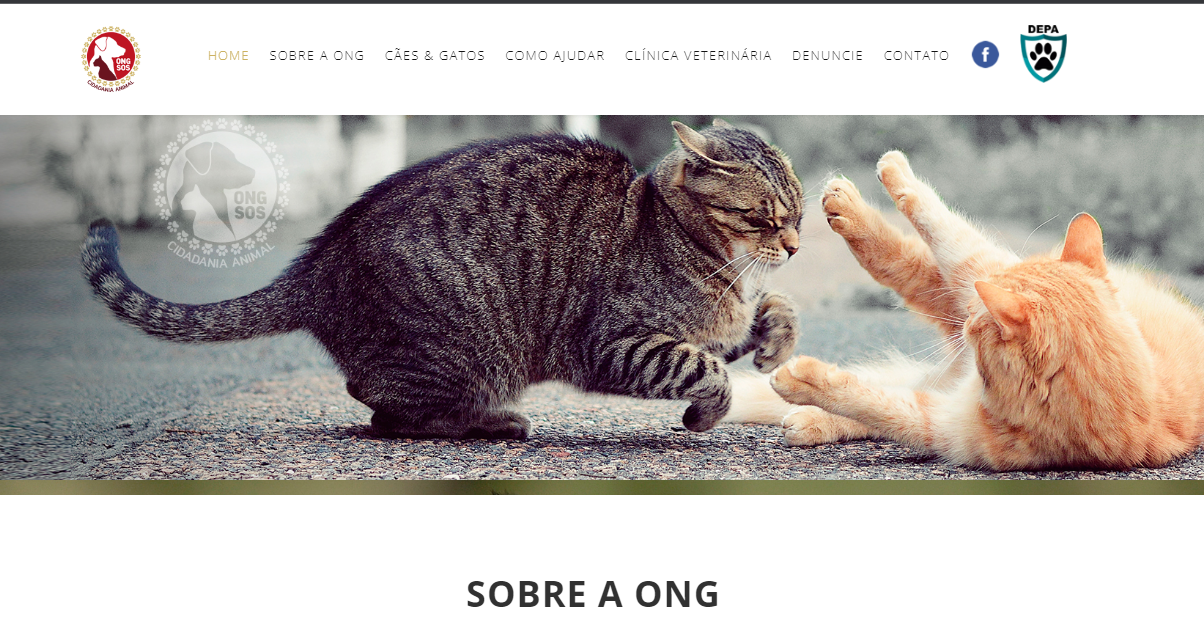 ONG
SOS
CIDADANIA ANIMAL
HOME SOBRE A ONG CÃES & GATOS COMO AJUDAR CLÍNICA VETERINÁRIA DENUNCIE CONTATO
f
DEPA
ONG
SOS
CIDADANIA ANIMAL
SOBRE A ONG